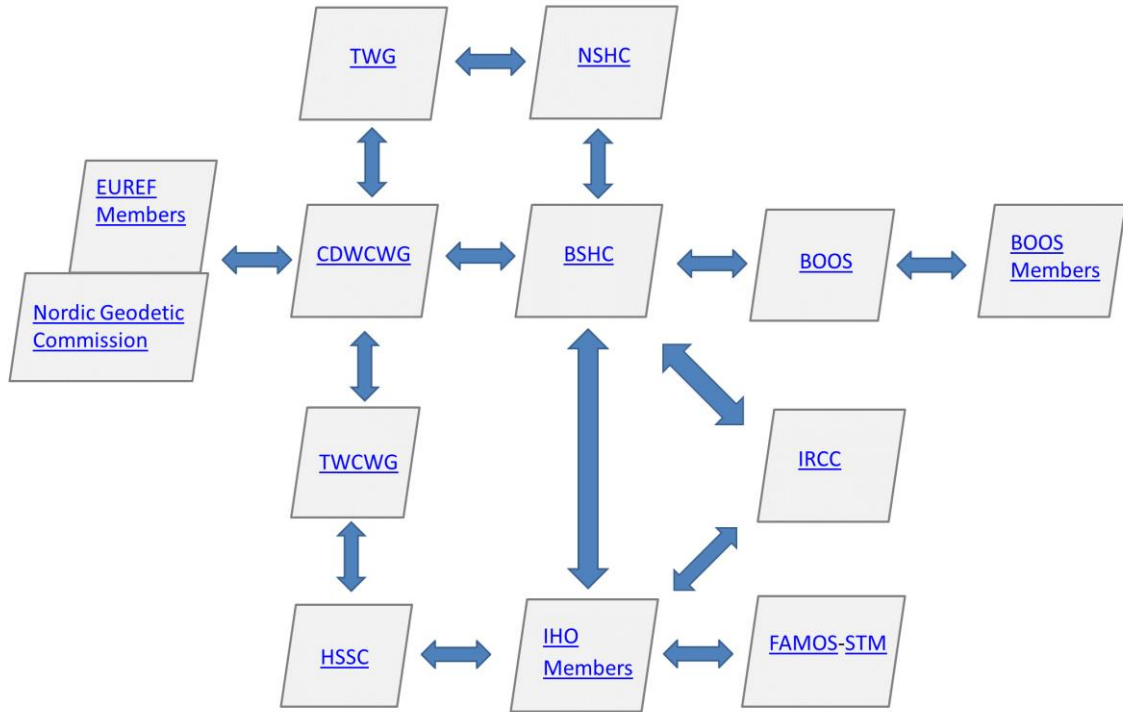 TWG
NSHC
EUREF
Members
CDWCWG
BSHC
BOOS
BOOS
Members
Nordic Geodetic
Commission
TWCWG
IRCC
HSSC
IHO
Members
FAMOS-STM